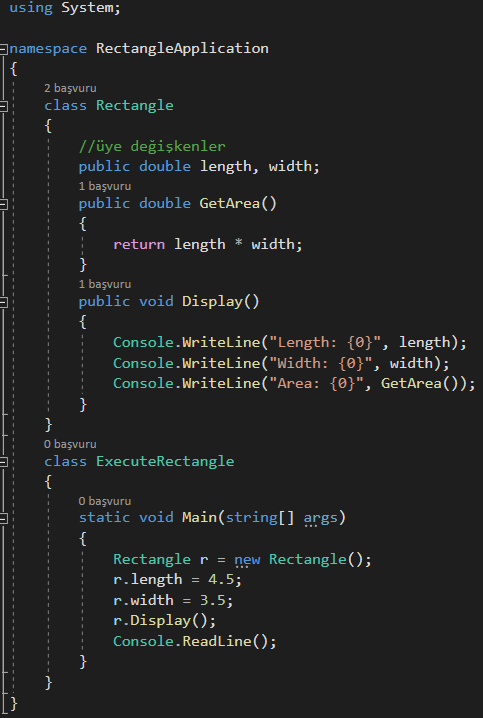 using System;
namespace RectangleApplication
{
2 başvuru
class Rectangle
{
//üye değişkenler
public double length, width;
1 başvuru
public double GetArea()
{
return length * width;
}
1 başvuru
public void Display()
{
Console.WriteLine("Length: {0}", length);
Console.WriteLine("Width: {0}", width);
Console.WriteLine("Area: {0}", GetArea());
}
}
0 başvuru
class ExecuteRectangle
{
0 başvuru
static void Main(string[] args)
{
Rectangle r = new Rectangle();
r.length = 4.5;
r.width = 3.5;
r.Display();
Console.ReadLine();
}
}
}